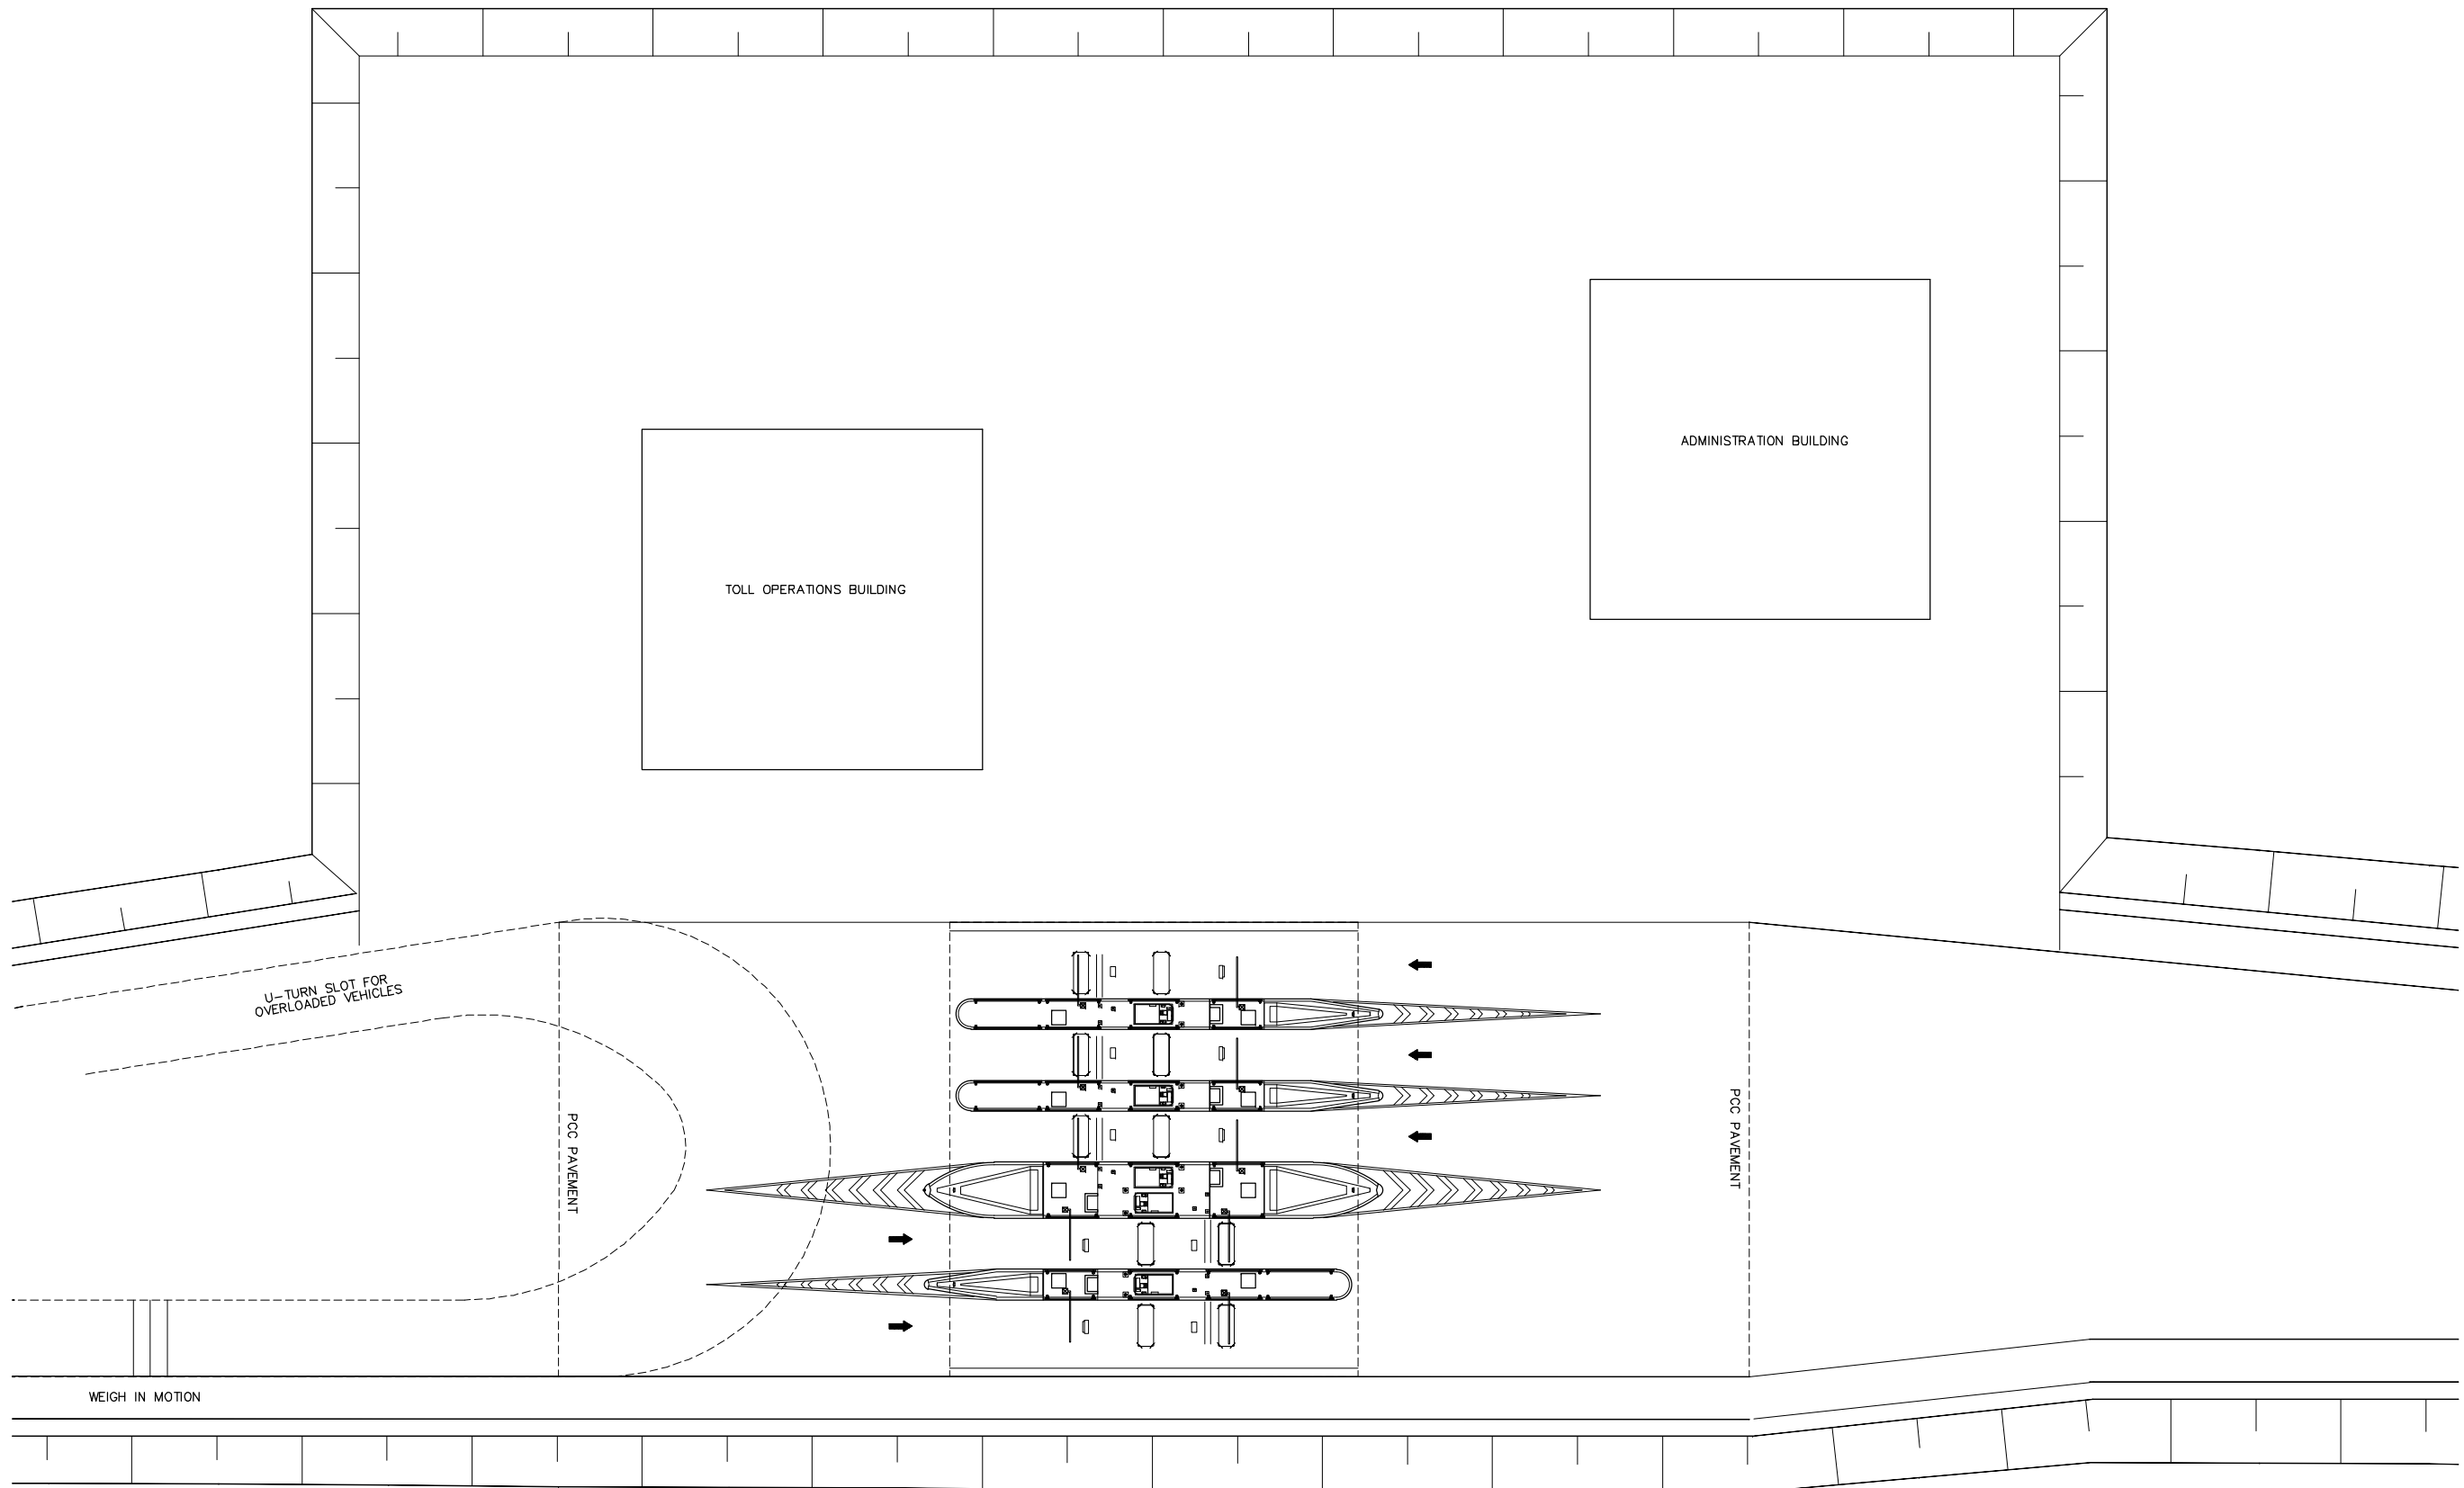 ADMINISTRATION BUILDING
TOLL OPERATIONS BUILDING
U-TURN SLOT FOR
OVERLOADED VEHICLES
PCC PAVEMENT
PCC PAVEMENT
WEIGH IN MOTION